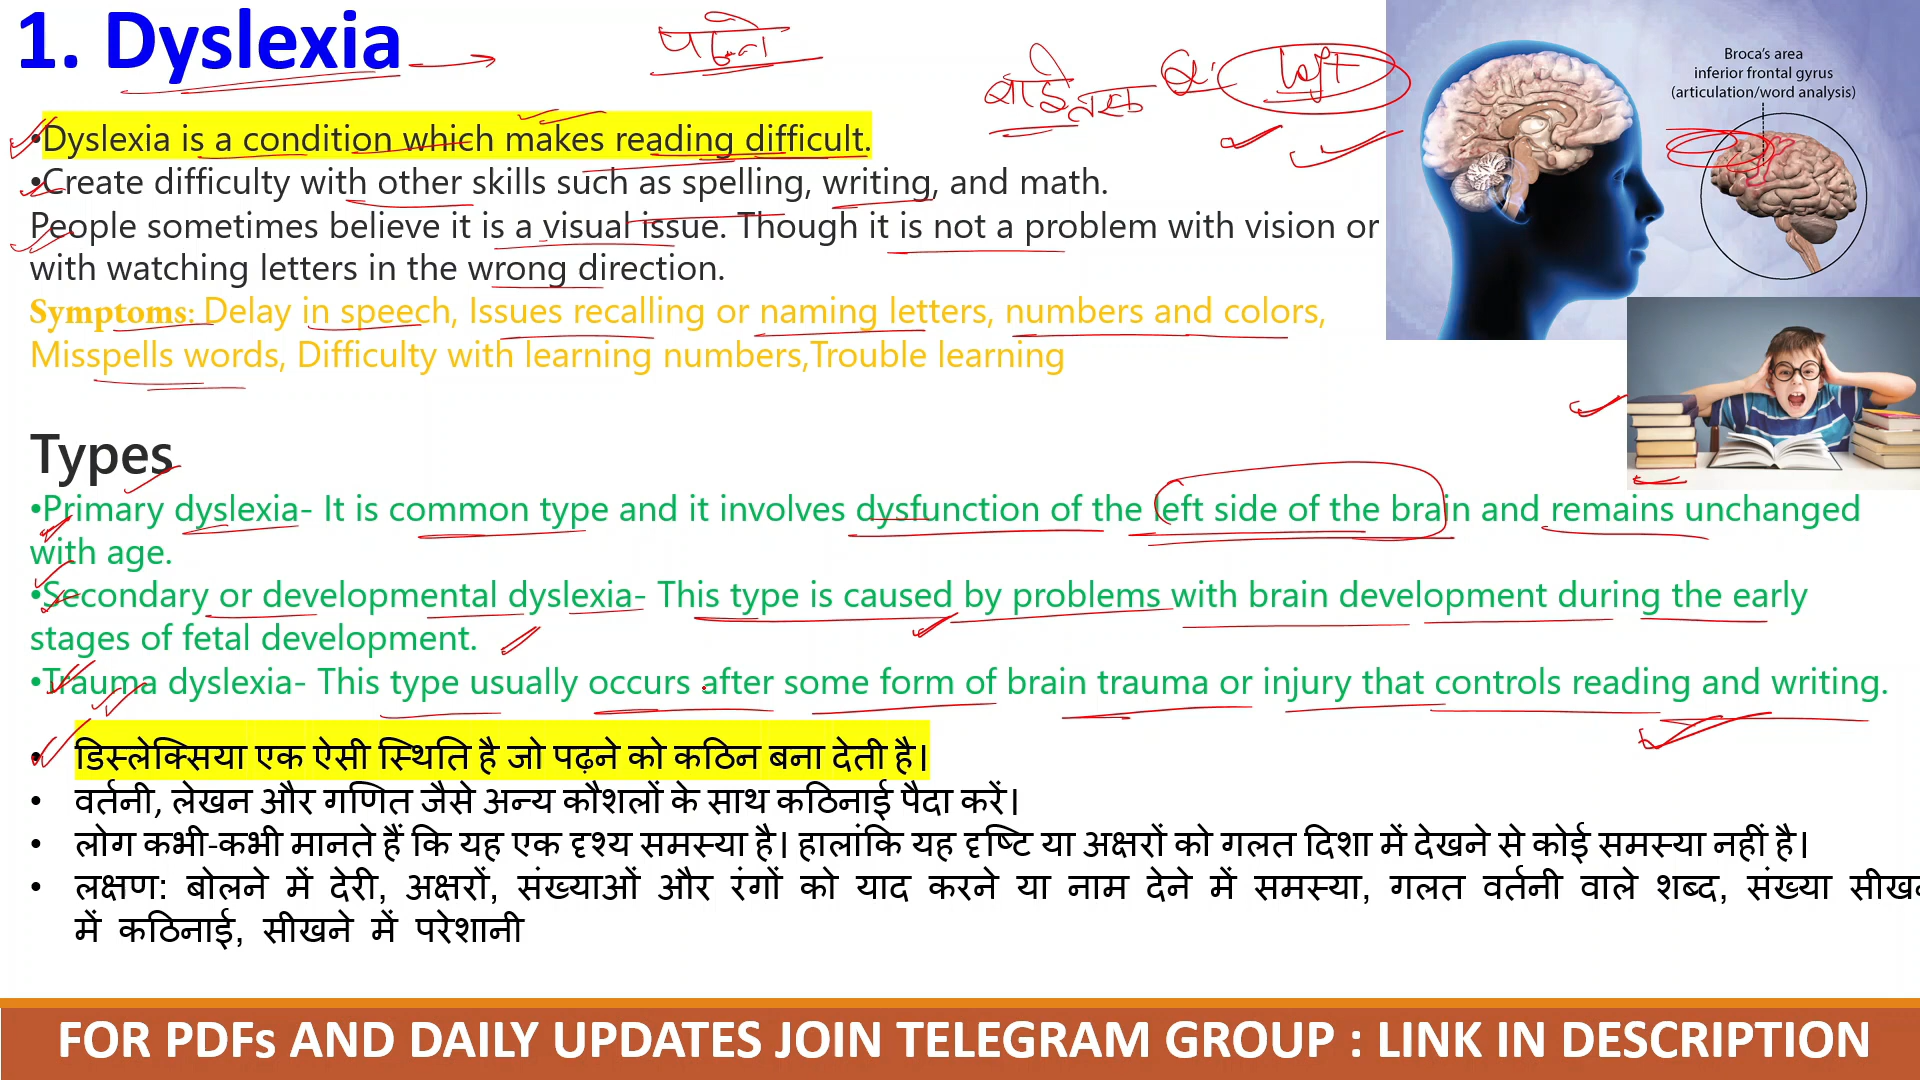 1. Dyslexia
पढ़ना
left
Broca's area
inferior frontal gyrus
(articulation/word analysis)
•Dyslexia is a condition which makes reading difficult.
•Create difficulty with other skills such as spelling, writing, and math.
People sometimes believe it is a visual issue. Though it is not a problem with vision or
with watching letters in the wrong direction.
Symptoms: Delay in speech, Issues recalling or naming letters, numbers and colors,
Misspells words, Difficulty with learning numbers,Trouble learning
Types
•Primary dyslexia- It is common type and it involves dysfunction of the left side of the brain and remains unchanged
with age.
•Secondary or developmental dyslexia- This type is caused by problems with brain development during the early
stages of fetal development.
•Trauma dyslexia- This type usually occurs after some form of brain trauma or injury that controls reading and writing.
• डिस्लेक्सिया एक ऐसी स्थिति है जो पढ़ने को कठिन बना देती है।
• वर्तनी, लेखन और गणित जैसे अन्य कौशलों के साथ कठिनाई पैदा करें।
• लोग कभी-कभी मानते हैं कि यह एक दृश्य समस्या है। हालांकि यह दृष्टि या अक्षरों को गलत दिशा में देखने से कोई समस्या नहीं है।
• लक्षण: बोलने में देरी, अक्षरों, संख्याओं और रंगों को याद करने या नाम देने में समस्या, गलत वर्तनी वाले शब्द, संख्या
में कठिनाई, सीखने में परेशानी
FOR PDFs AND DAILY UPDATES JOIN TELEGRAM GROUP : LINK IN DESCRIPTION